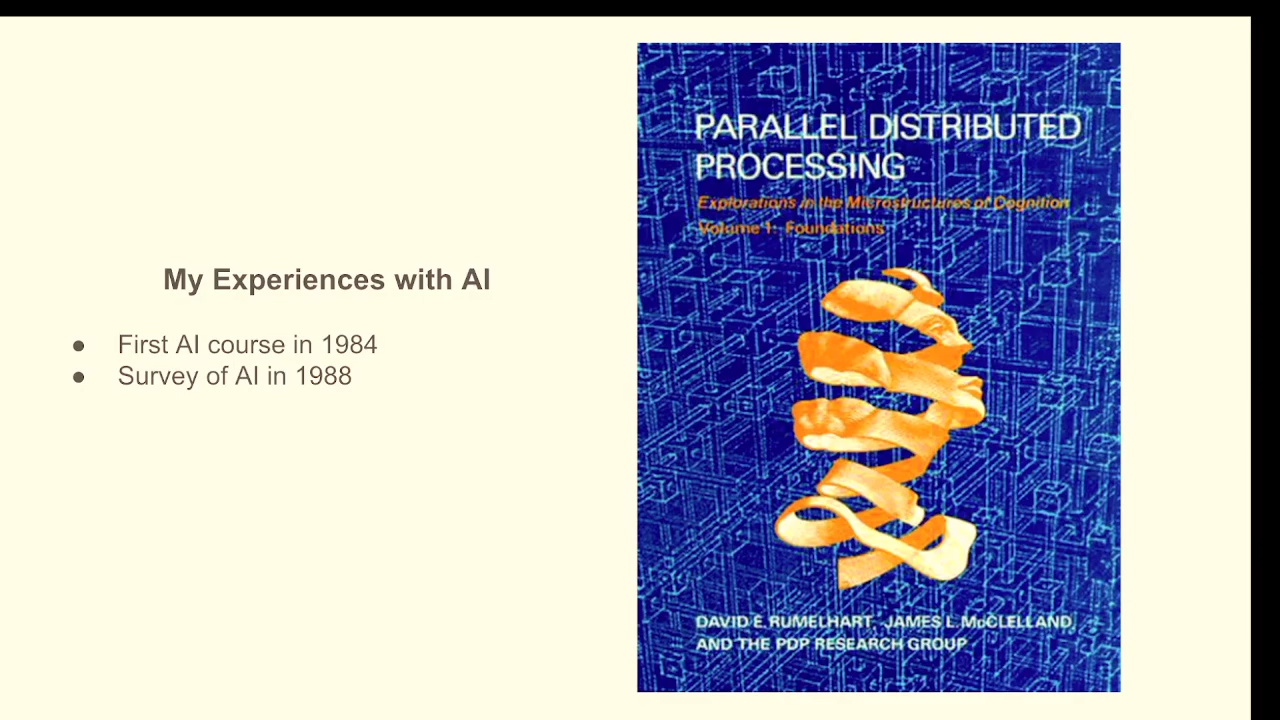 My Experiences with AI
● First AI course in 1984
● Survey of AI in 1988
PARALLEL DISTRIBUTED
PROCESSING
Explorations in the Microstructures of Cognition
Volume 1: Foundations
DAVID E. RUMELHART, JAMES L. McCLELLAND,
AND THE PDP RESEARCH GROUP